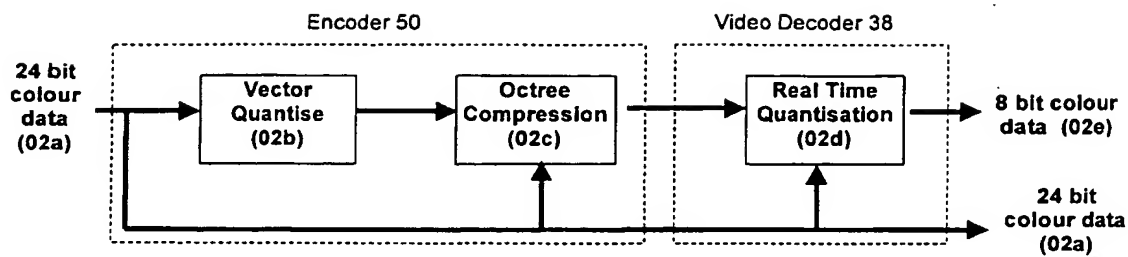 Encoder 50
Video Decoder 38
24 bit
colour
data
(02a)
Vector
Quantise
(02b)
Octree
Compression
(02c)
Real Time
Quantisation
(02d)
8 bit colour
data (02e)
24 bit
colour data
(02a)